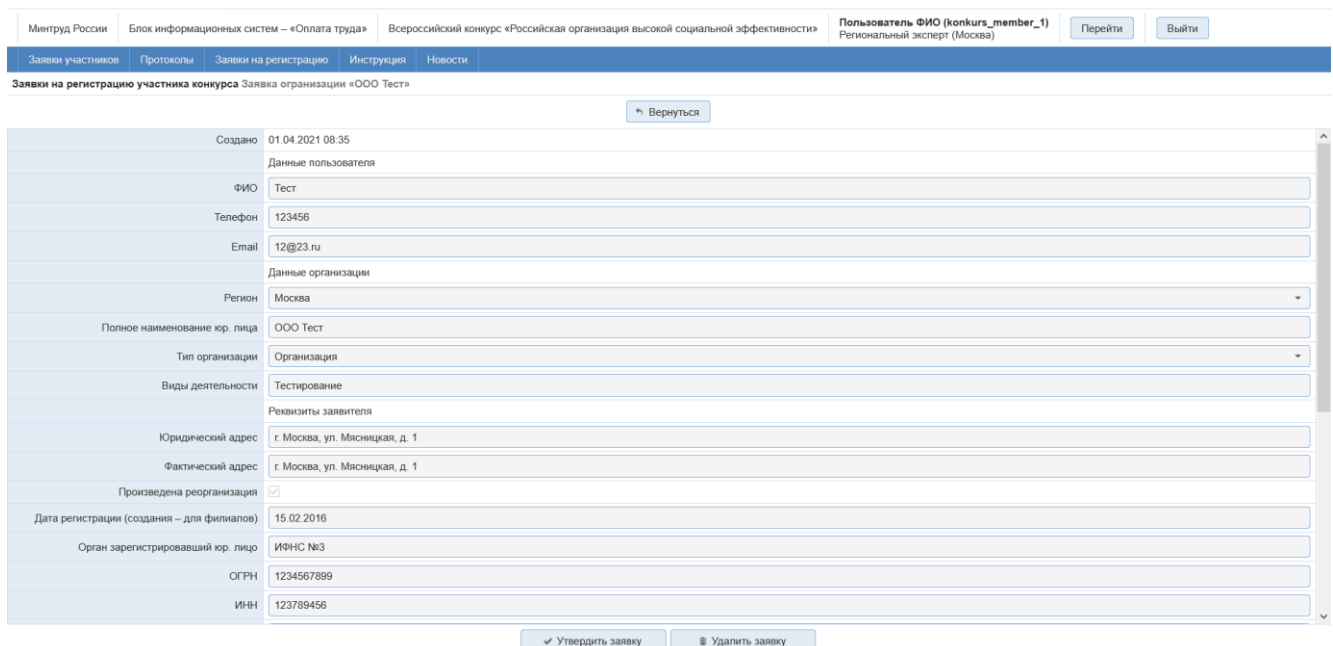 Минтруд России Блок информационных систем – «Оплата труда» Всероссийский конкурс «Российская организация высокой социальной эффективности» Пользователь ФИО (konkurs_member_1) Перейти Выйти
Региональный эксперт (Москва)
Заявки участников Протоколы Заявки на регистрацию Инструкция Новости
Заявки на регистрацию участника конкурса Заявка огранизации «ООО Тест»
Вернуться
Создано 01.04.2021 08:35
Данные пользователя
ФИО Тест
Телефон 123456
Email 12@23.ru
Данные организации
Регион Москва
Полное наименование юр. лица ООО Тест
Тип организации Организация
Виды деятельности Тестирование
Реквизиты заявителя
Юридический адрес г. Москва, ул. Мясницкая, д. 1
Фактический адрес г. Москва, ул. Мясницкая, д. 1
Произведена реорганизация
Дата регистрации (создания – для филиалов) 15.02.2016
Орган зарегистрировавший юр. лицо ИФНС №3
ОГРН 1234567899
ИНН 123789456
Утвердить заявку Удалить заявку